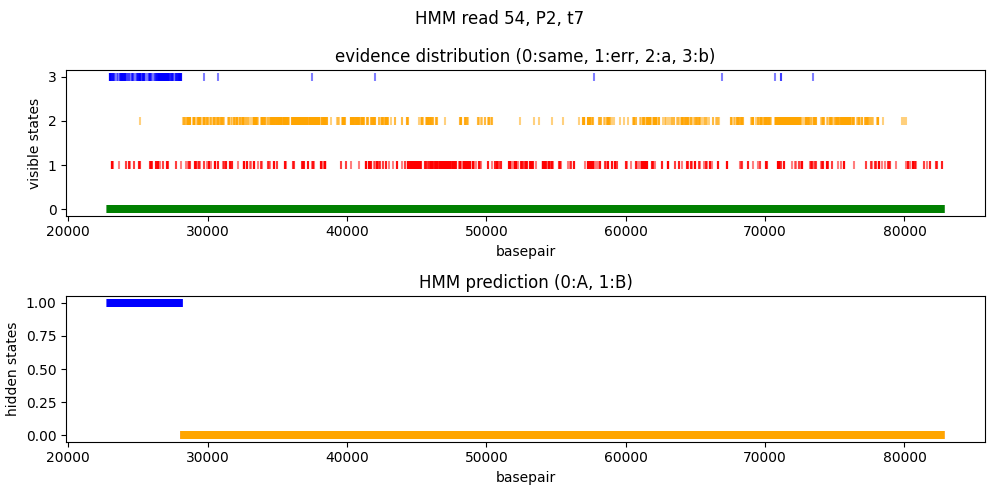 HMM read 54, P2, t7
evidence distribution (0:same, 1:err, 2:a, 3:b)
visible states
3
2
1
0
20000 30000 40000 50000 60000 70000 80000
basepair
HMM prediction (0:A, 1:B)
hidden states
1.00
0.75
0.50
0.25
0.00
20000 30000 40000 50000 60000 70000 80000
basepair